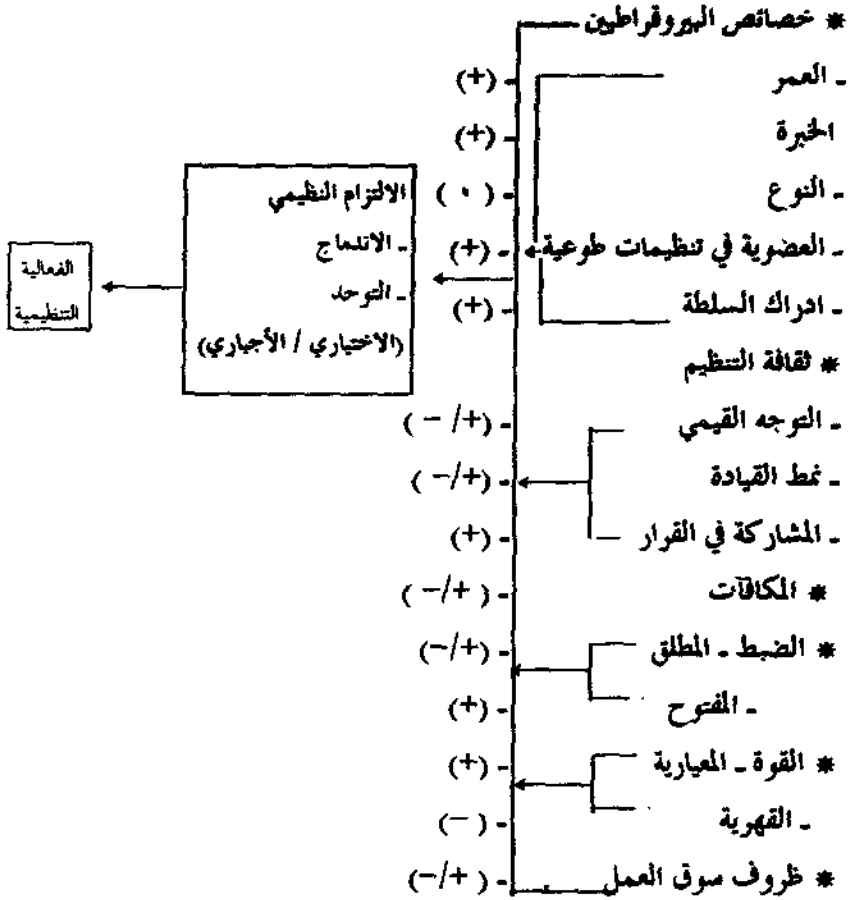 * خصائص البيروقراطيين
ـ العمر (+)
الخبرة (+)
ـ النوع ( ٠ )
ـ العضوية في تنظيمات طوعية (+)
ـ ادراك السلطة (+)
* ثقافة التنظيم
ـ التوجه القيمي (+/ - )
ـ نمط القيادة (+/- )
ـ المشاركة في القرار (+)
* المكافآت ( +/- )
* الضبط ـ المطلق (+/-)
ـ المفتوح (+)
* القوة ـ المعيارية (+)
ـ القهرية ( - )
* ظروف سوق العمل ( +/-)
الالتزام النظيمي
ـ الاندماج
ـ التوحد
(الاختياري / الأجباري)
الفعالية
التنظيمية